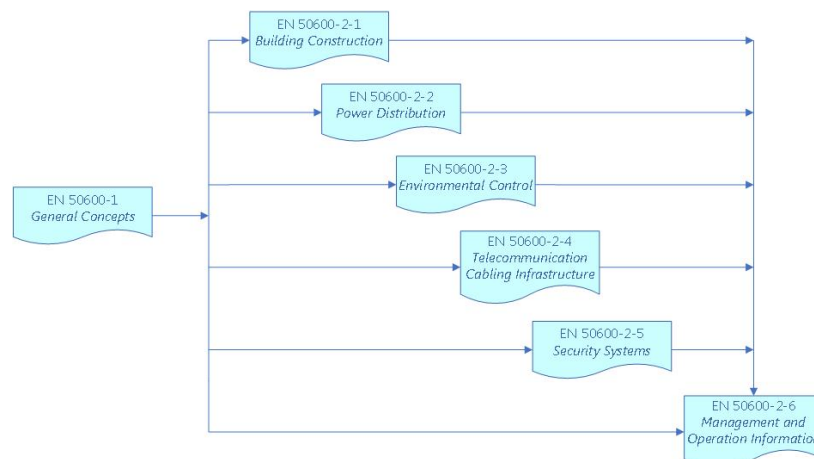 EN 50600-2-1
Building Construction
EN 50600-2-2
Power Distribution
EN 50600-2-3
Environmental Control
EN 50600-1
General Concepts
EN 50600-2-4
Telecommunication
Cabling Infrastructure
EN 50600-2-5
Security Systems
EN 50600-2-6
Management and
Operation Information